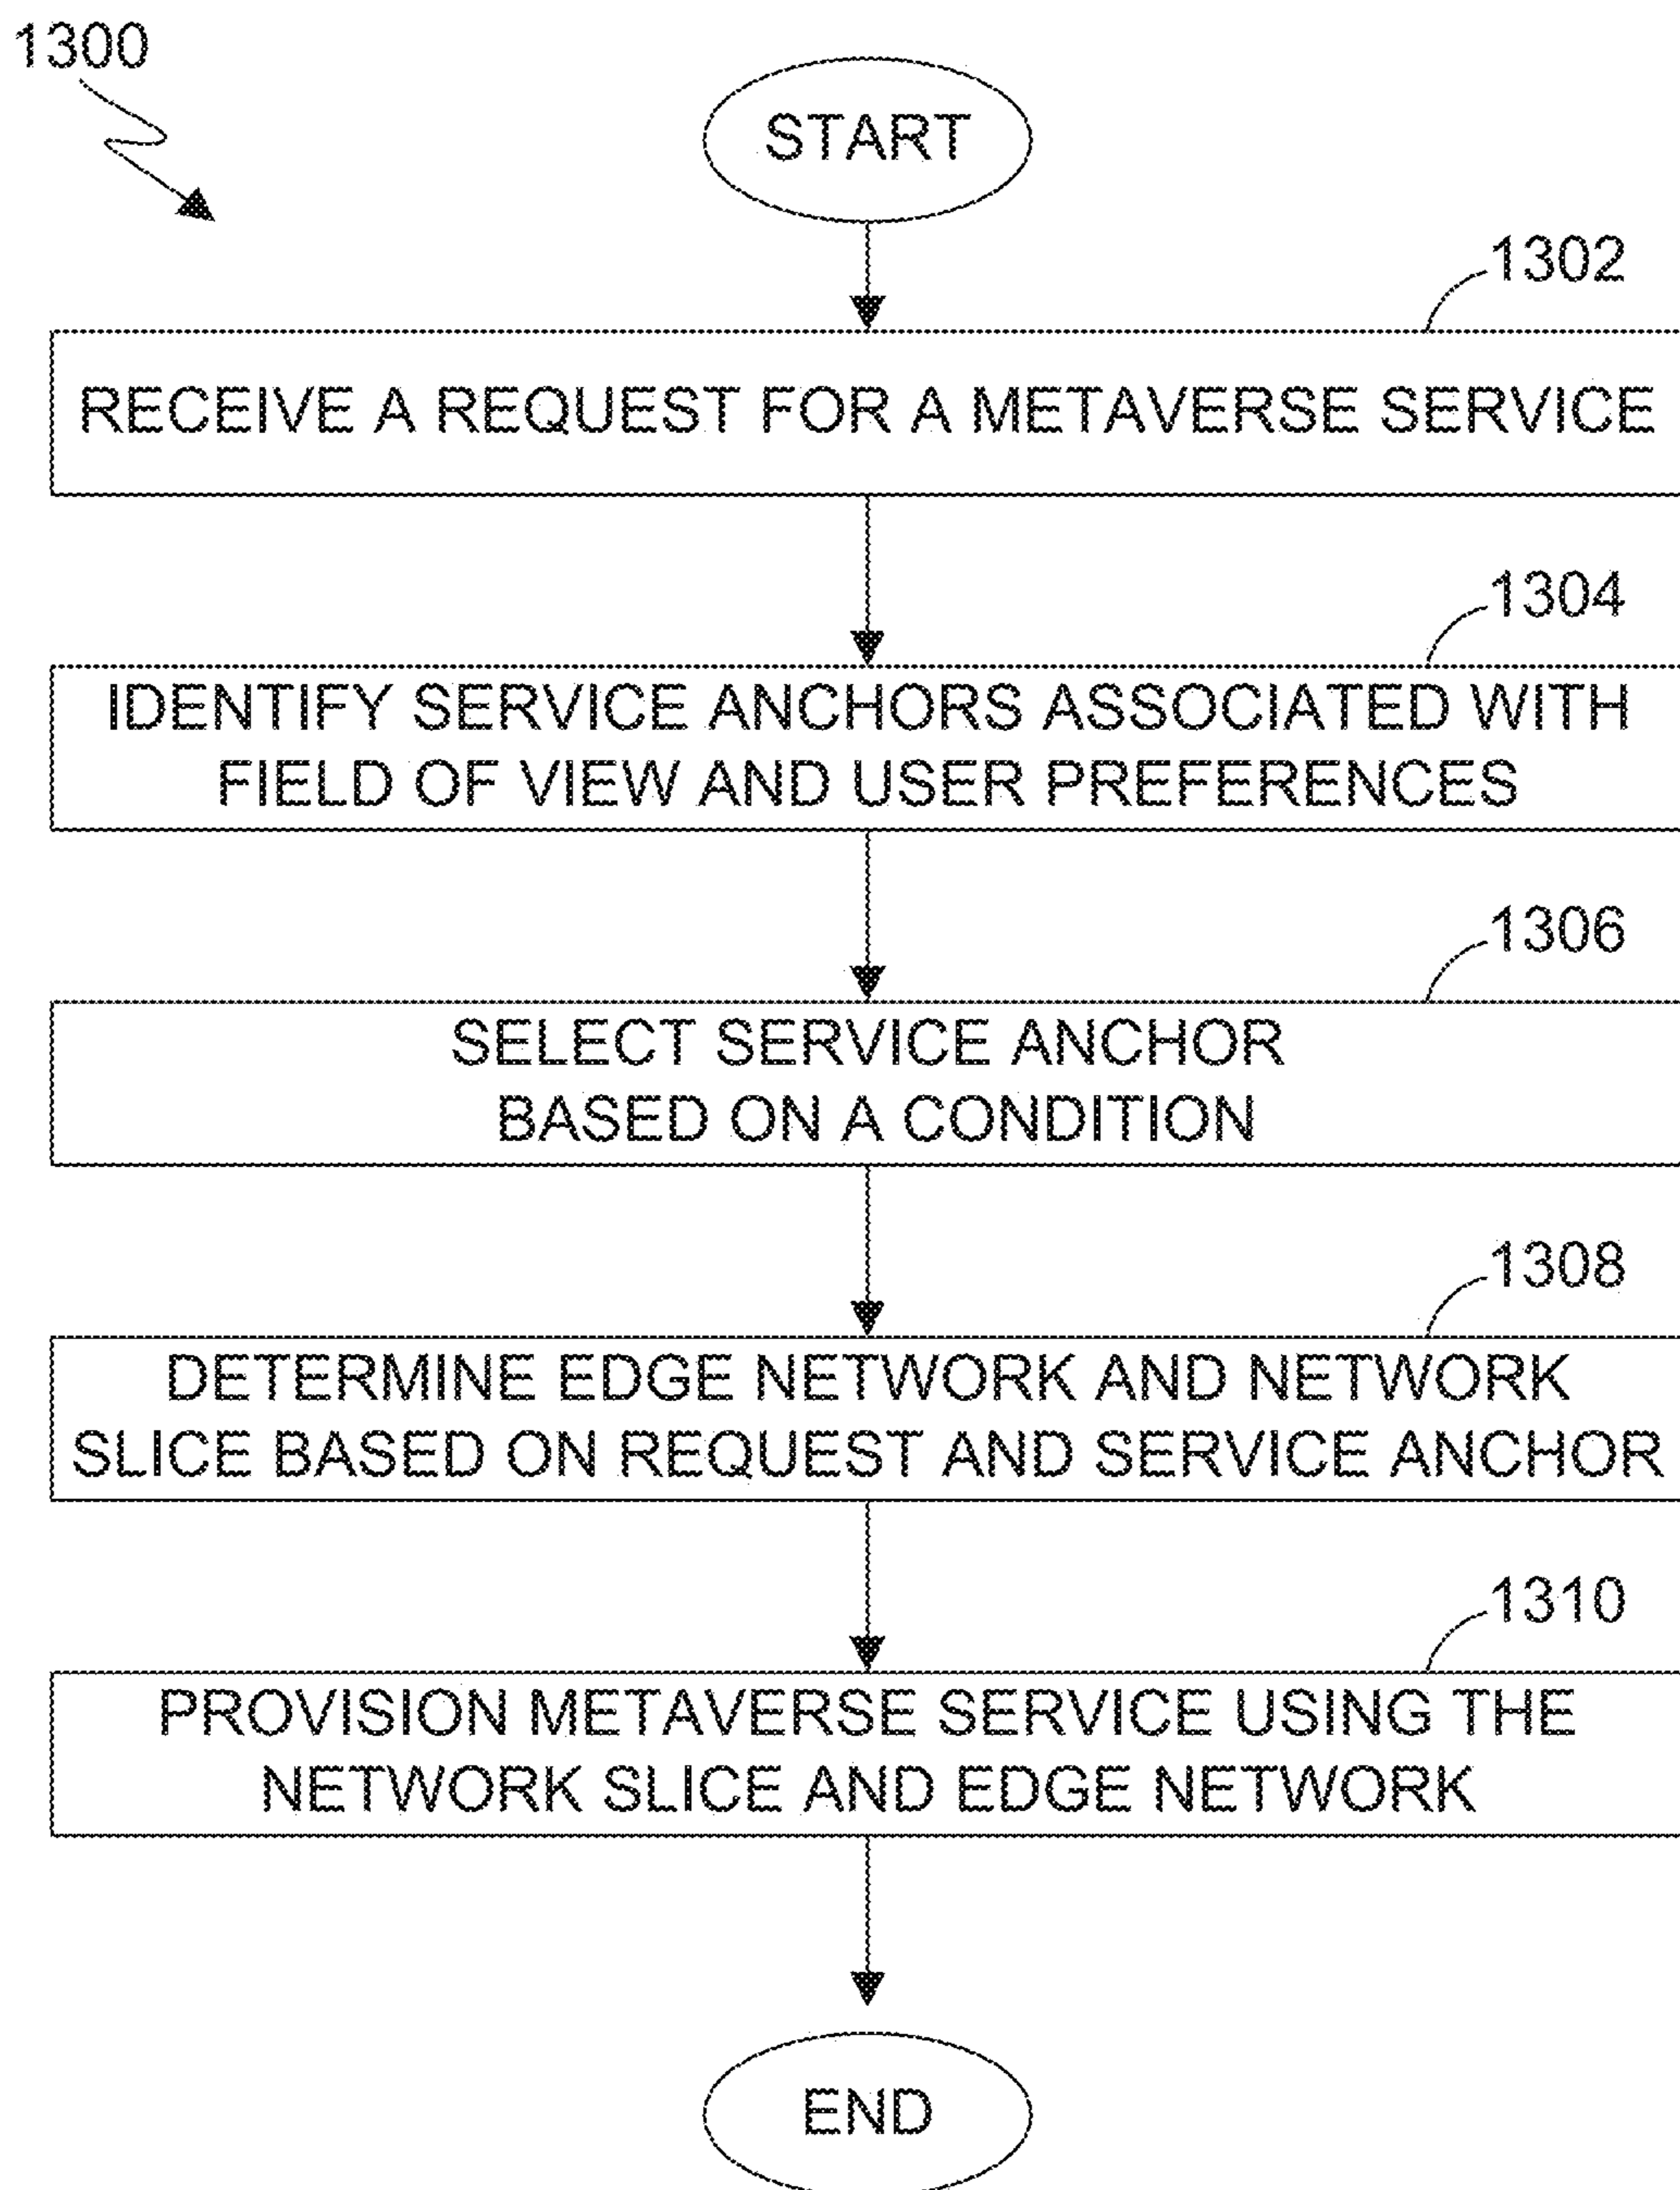 1300
START
1302
RECEIVE A REQUEST FOR A METAVERSE SERVICE
1304
IDENTIFY SERVICE ANCHORS ASSOCIATED WITH
FIELD OF VIEW AND USER PREFERENCES
1306
SELECT SERVICE ANCHOR
BASED ON A CONDITION
1308
DETERMINE EDGE NETWORK AND NETWORK
SLICE BASED ON REQUEST AND SERVICE ANCHOR
1310
PROVISION METAVERSE SERVICE USING THE
NETWORK SLICE AND EDGE NETWORK
END